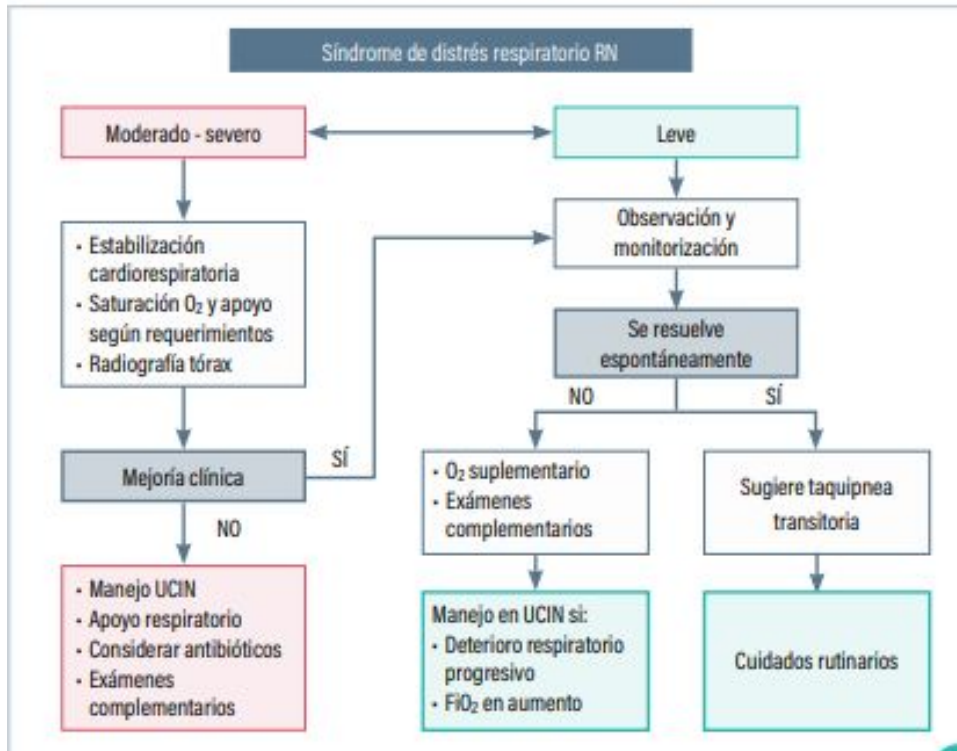 Síndrome de distrés respiratorio RN
Moderado - severo
Leve
• Estabilización
cardiorespiratoria
• Saturación O₂ y apoyo
según requerimientos
• Radiografía tórax
Observación y
monitorización
Se resuelve
espontáneamente
NO
SÍ
Mejoría clínica
SÍ
NO
• O₂ suplementario
• Exámenes
complementarios
Sugiere taquipnea
transitoria
• Manejo UCIN
• Apoyo respiratorio
• Considerar antibióticos
• Exámenes
complementarios
Manejo en UCIN si:
• Deterioro respiratorio
progresivo
• FiO₂ en aumento
Cuidados rutinarios